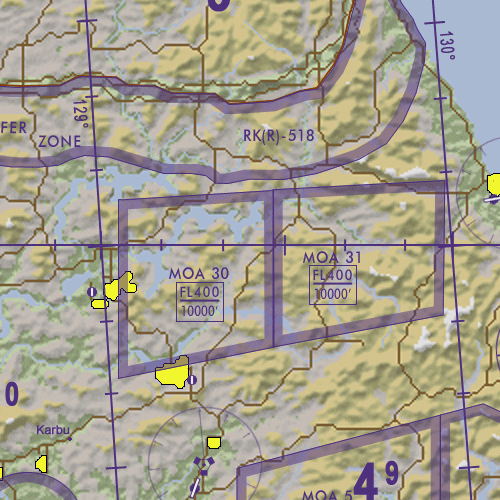 130°
129°
FER
ZONE
RK(R)-518
MOA 30
FL400
10000'
MOA 31
FL400
10000'
0
Karbu
MOA 5
4 9